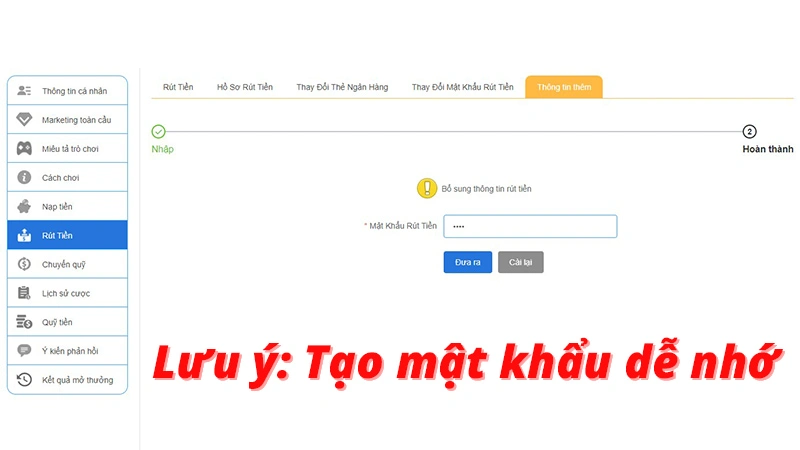 Thông tin cá nhân
Marketing toàn cầu
Miêu tả trò chơi
Cách chơi
Nạp tiền
Rút Tiền
Chuyển quỹ
Lịch sử cược
Quỹ tiền
Ý kiến phản hồi
Kết quả mở thưởng
Rút Tiền Hồ Sơ Rút Tiền Thay Đổi Thẻ Ngân Hàng Thay Đổi Mật Khẩu Rút Tiền Thông tin thêm
2
Nhập Hoàn thành
Bổ sung thông tin rút tiền
* Mật Khẩu Rút Tiền ••••
Đưa ra Cài lại
Lưu ý: Tạo mật khẩu dễ nhớ